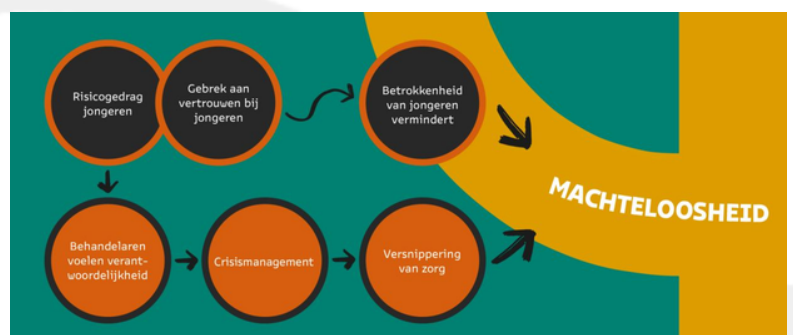 Risicogedrag
jongeren
Gebrek aan
vertrouwen bij
jongeren
Betrokkenheid
van jongeren
vermindert
MACHTELOOSHEID
Behandelaren
voelen verant-
woordelijkheid
Crisismanagement
Versnippering
van zorg